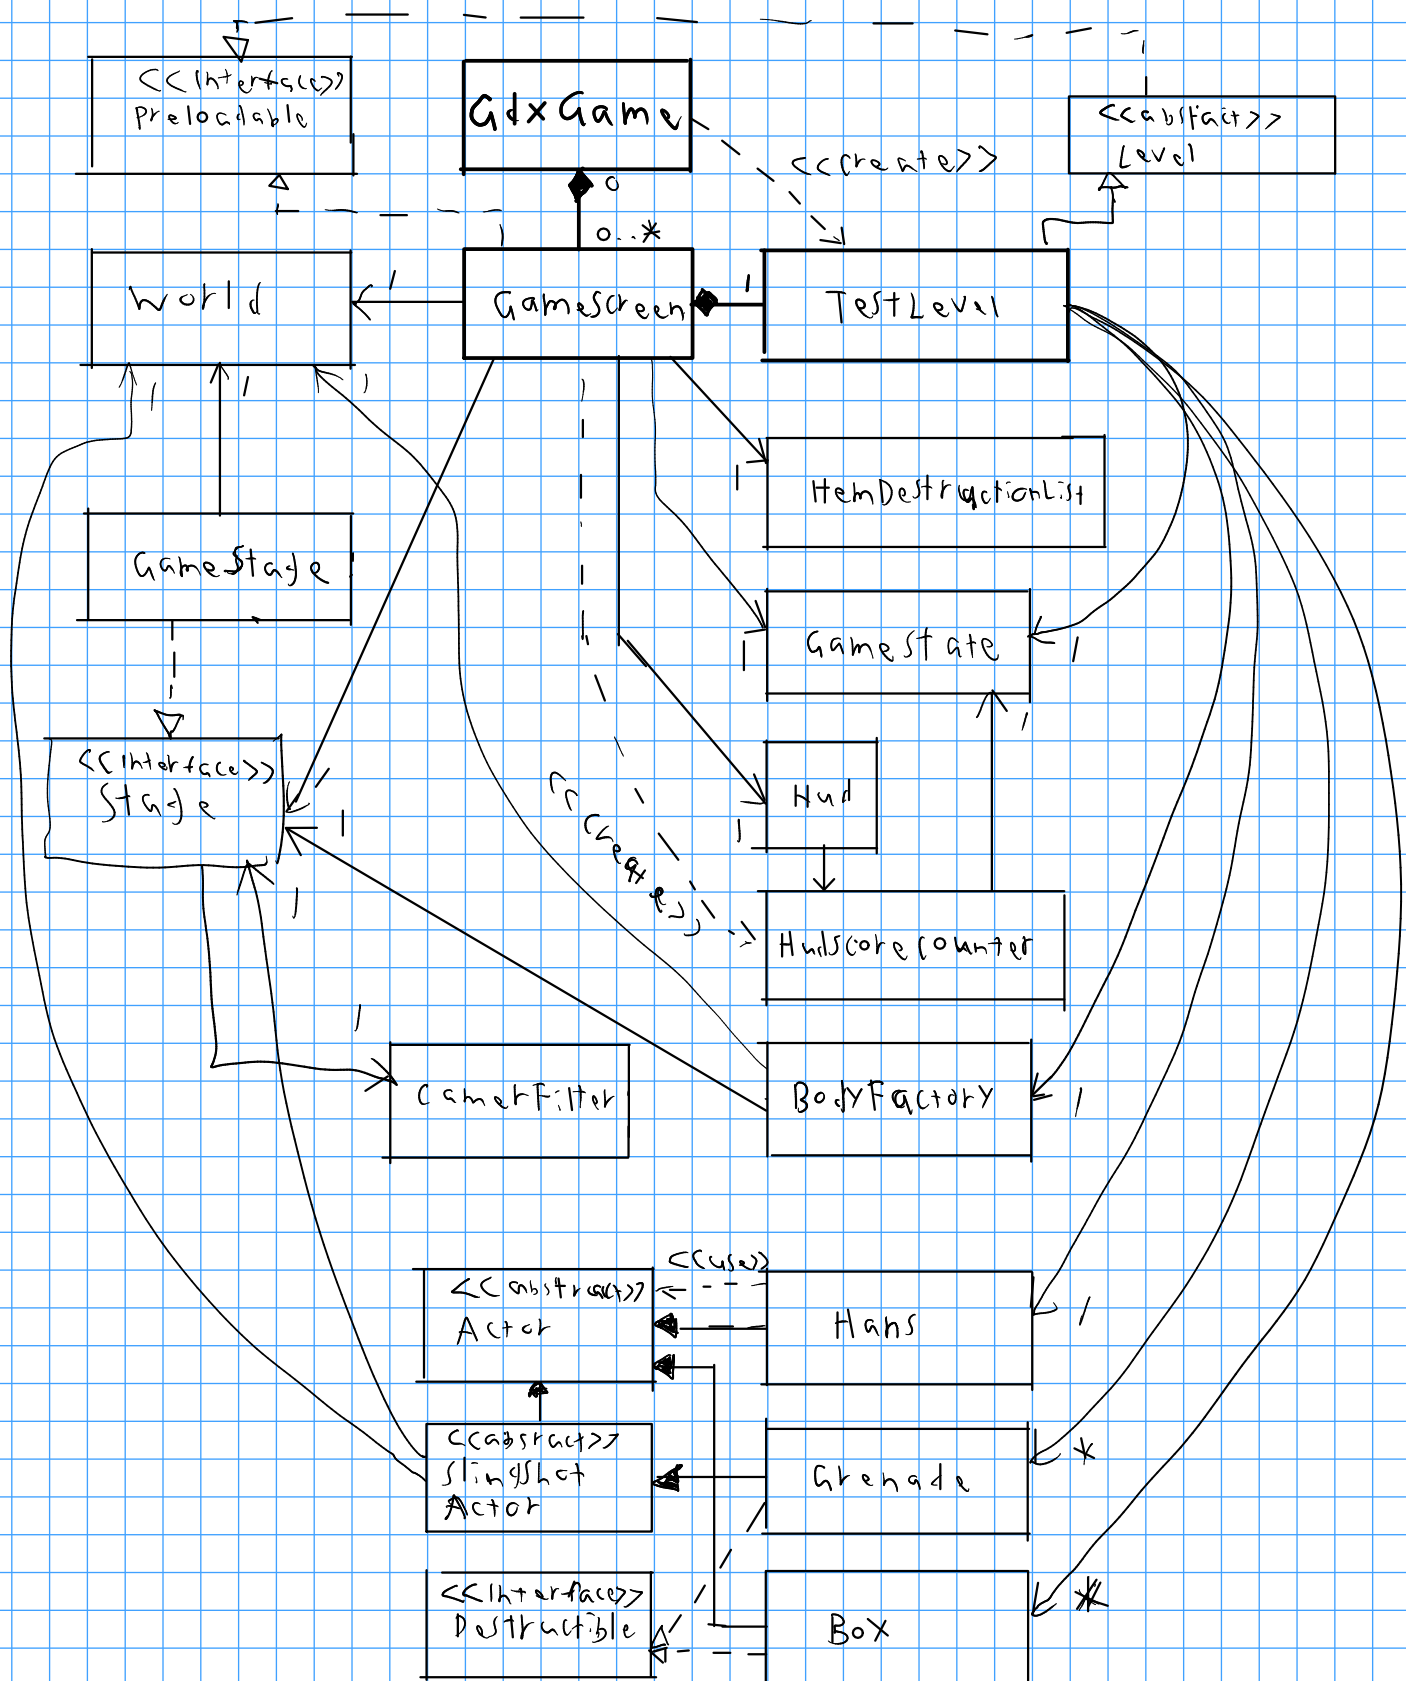 <<Interface>>
Preloadable
GdxGame
<<abstract>>
Level
<<create>>
0
0..*
World
1
GameScreen
1
TestLevel
1
1
1
1
ItemDestructionList
GameStage
GameState
1
1
1
<<Interface>>
Stage
1
1
Hud
1
<<create>>
1
HudScoreCounter
1
CamerFilter
BodyFactory
1
<<use>>
<<abstract>>
Actor
Hans
1
<<absract>>
Slingshot
Actor
Grenade
*
<<Interface>>
Destructible
Box
*